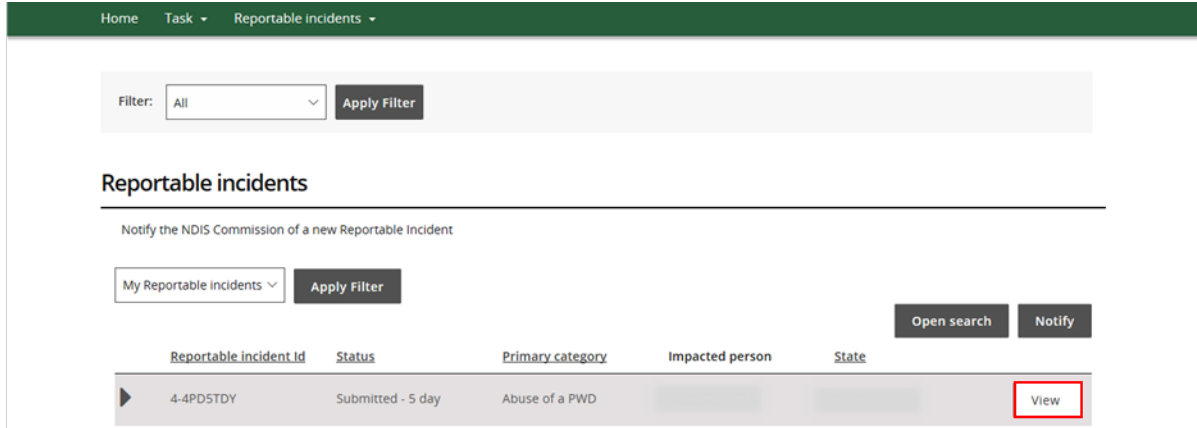 Home Task Reportable incidents
Filter: All Apply Filter
Reportable incidents
Notify the NDIS Commission of a new Reportable Incident
My Reportable incidents Apply Filter
Open search Notify
Reportable incident Id Status Primary category Impacted person State
4-4PD5TDY Submitted - 5 day Abuse of a PWD View